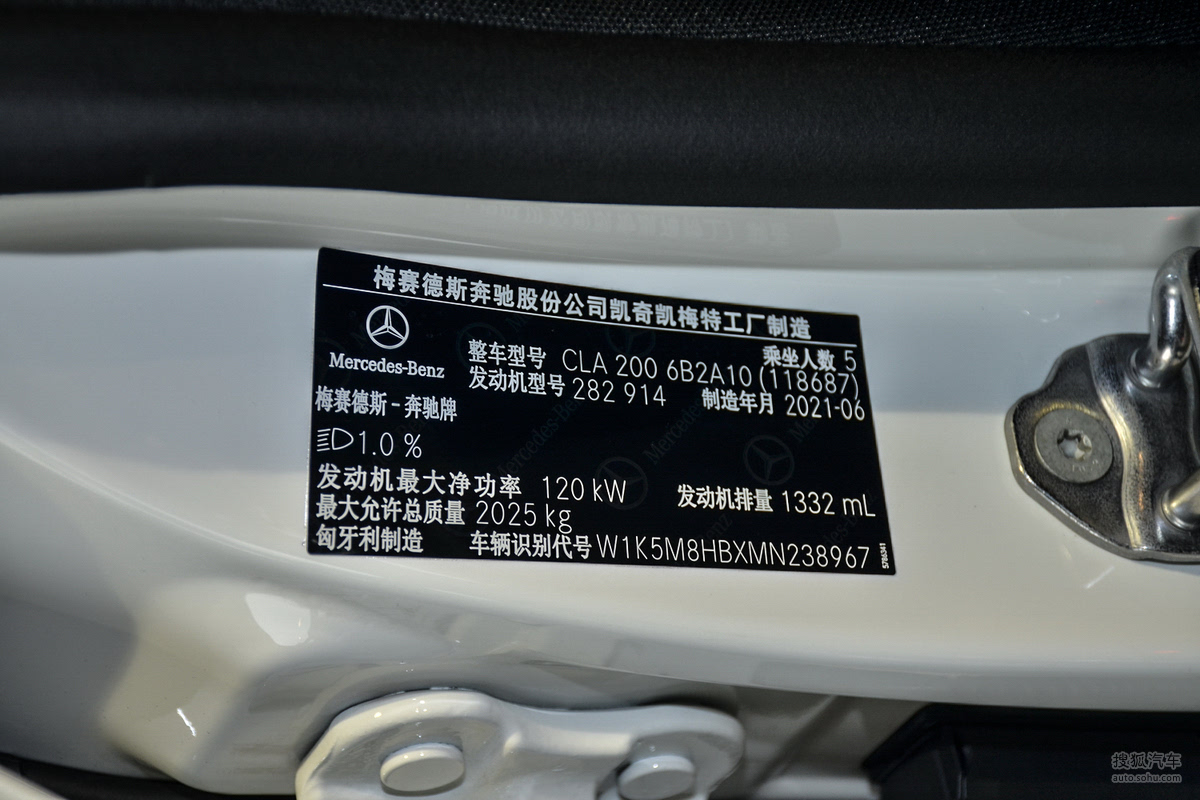 梅赛德斯奔驰股份公司凯奇凯梅特工厂制造
Mercedes-Benz
整车型号 CLA 200 6B2A10 (118687) 乘坐人数 5
发动机型号 282 914 制造年月 2021-06
梅赛德斯-奔驰牌
1.0 %
发动机最大净功率 120 kW 发动机排量 1332 mL
最大允许总质量 2025 kg
匈牙利制造 车辆识别代号 W1K5M8HBXMN238967
5786341
搜狐汽车
auto.sohu.com